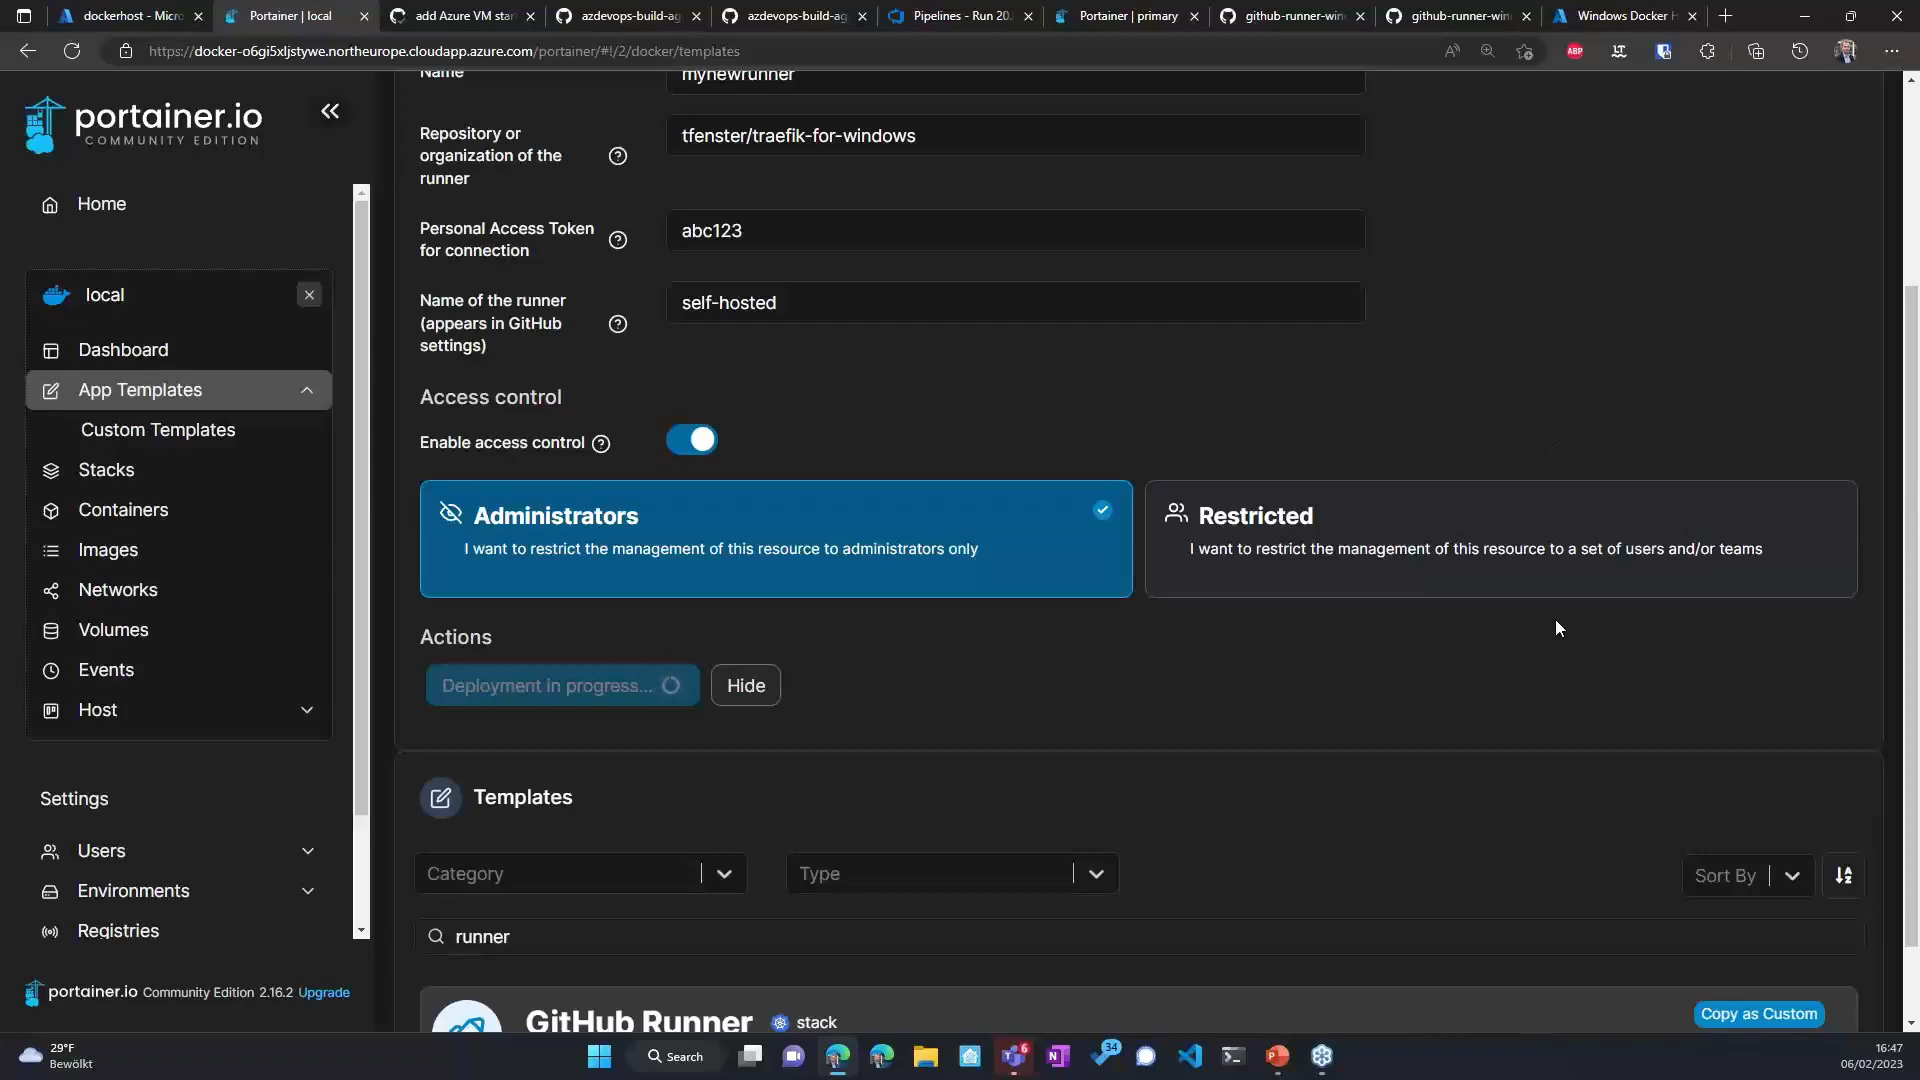 dockerhost - Micro
Portainer | local
add Azure VM star
azdevops-build-ag
azdevops-build-ag
Pipelines - Run 20
Portainer | primary
github-runner-win
github-runner-win
Windows Docker H
https://docker-o6gi5xljstywe.northeurope.cloudapp.azure.com/portainer/#!/2/docker/templates
ABP
portainer.io
COMMUNITY EDITION
Home
local
Dashboard
App Templates
Custom Templates
Stacks
Containers
Images
Networks
Volumes
Events
Host
Settings
Users
Environments
Registries
portainer.io Community Edition 2.16.2 Upgrade
Name
mynewrunner
Repository or
organization of the
runner
tfenster/traefik-for-windows
Personal Access Token
for connection
abc123
Name of the runner
(appears in GitHub
settings)
self-hosted
Access control
Enable access control
Administrators
I want to restrict the management of this resource to administrators only
Restricted
I want to restrict the management of this resource to a set of users and/or teams
Actions
Deployment in progress...
Hide
Templates
Category
Type
Sort By
runner
GitHub Runner
stack
Copy as Custom
29°F
Bewölkt
Search
6
34
16:47
06/02/2023